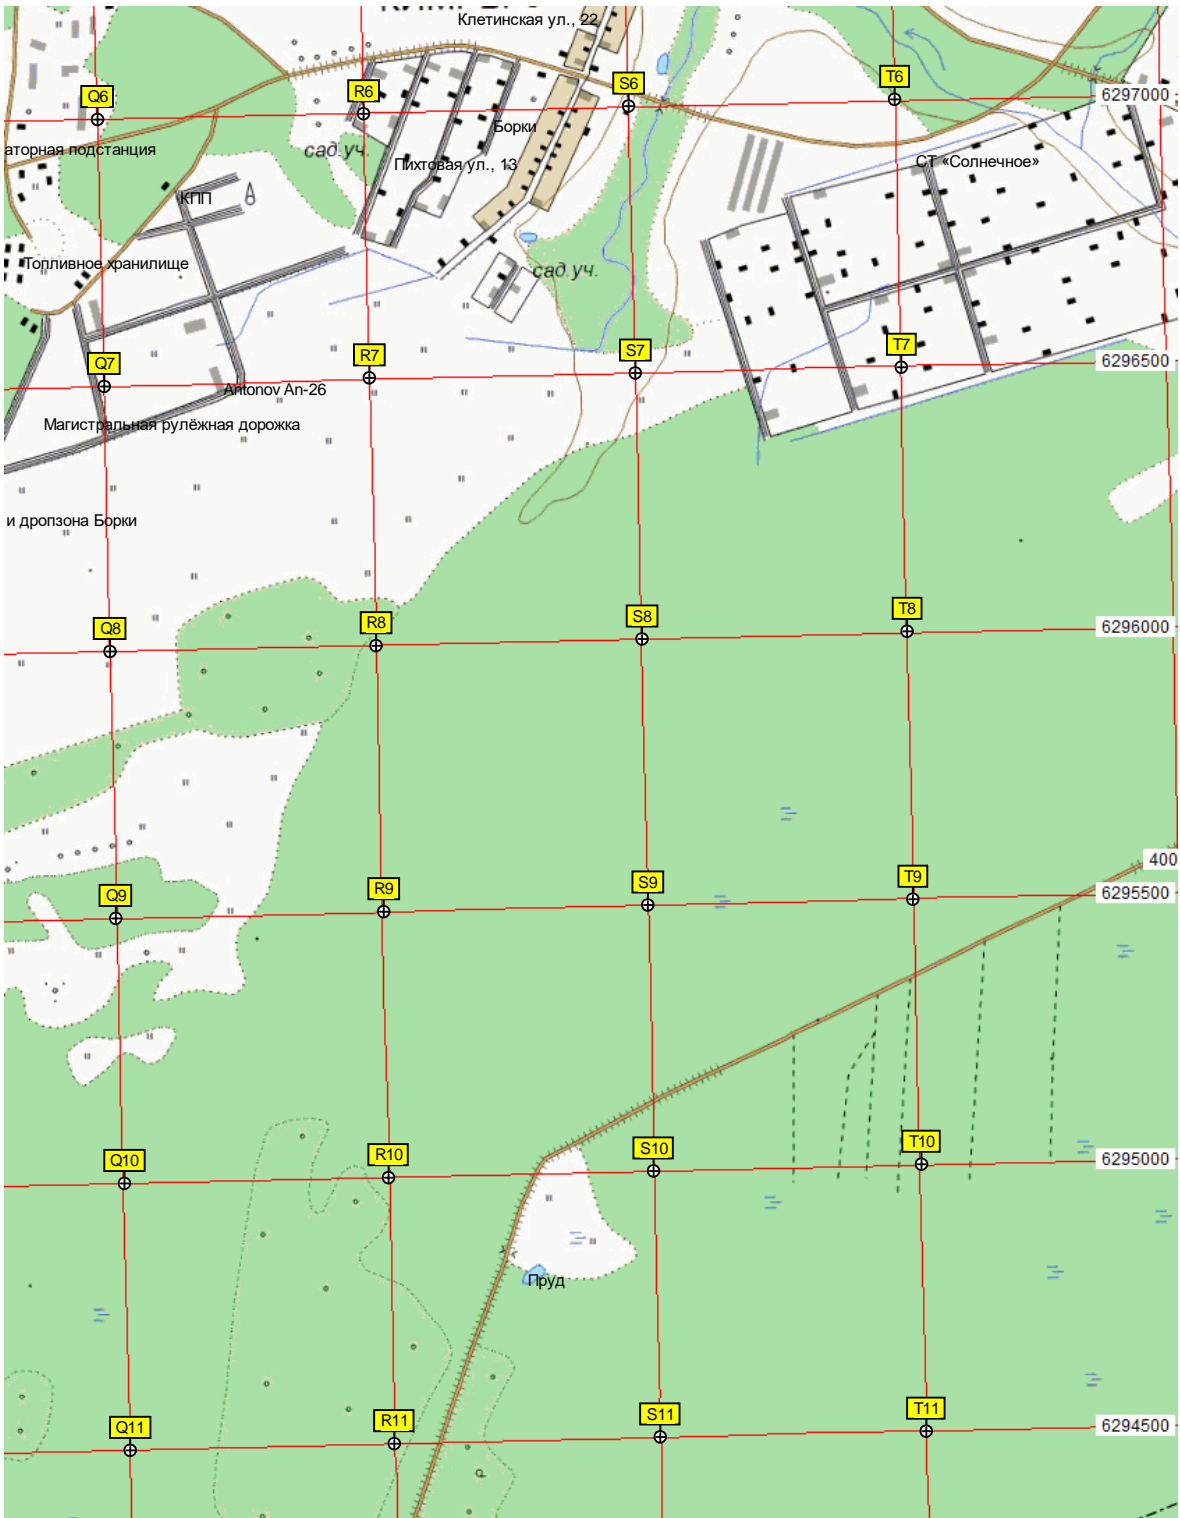 Клетинская ул., 22
T6
S6
R6
Q6
6297000
Борки
аторная подстанция
сад.уч.
Пихтовая ул., 13
СТ «Солнечное»
КПП
Топливное хранилище
сад.уч.
T7
S7
R7
Q7
6296500
Antonov An-26
Магистральная рулёжная дорожка
и дропзона Борки
T8
S8
R8
Q8
6296000
400
T9
S9
R9
Q9
6295500
T10
S10
R10
Q10
6295000
Пруд
T11
S11
R11
Q11
6294500